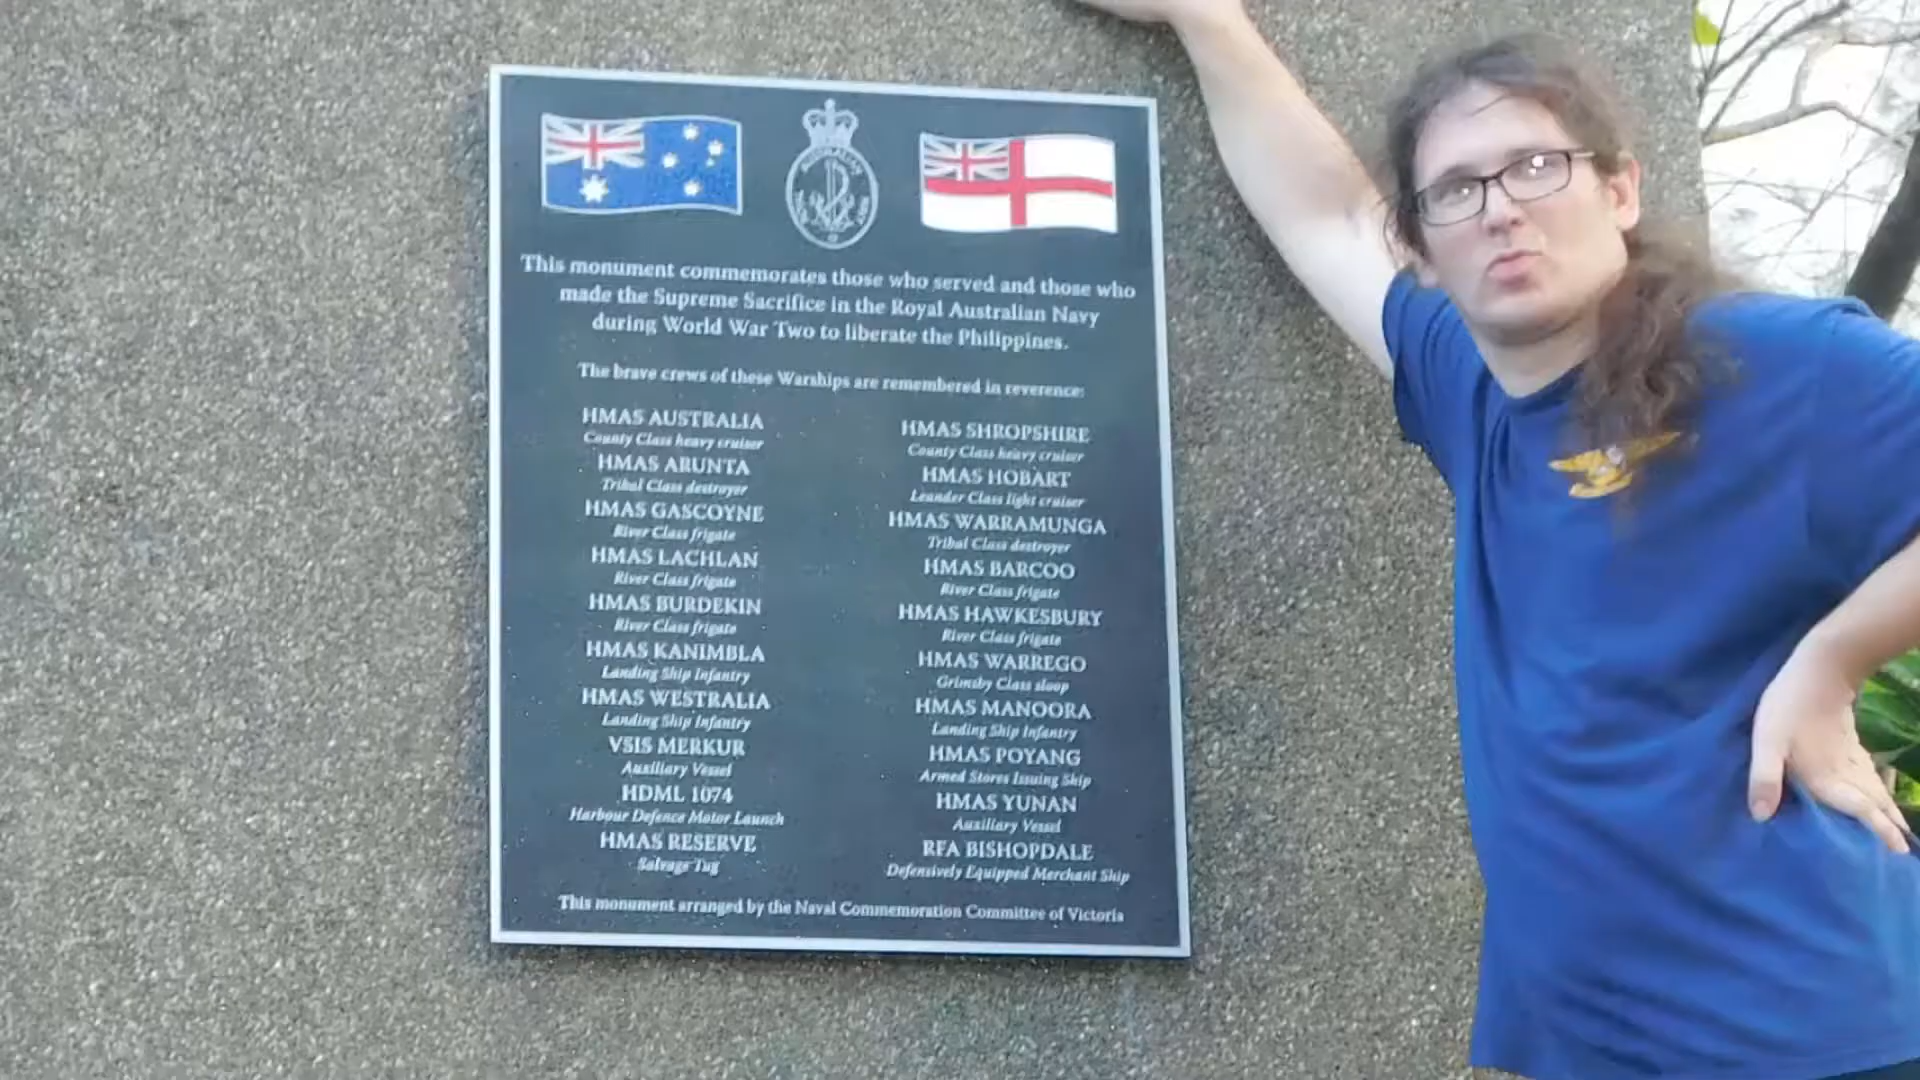 AUSTRALIAN
This monument commemorates those who served and those who
made the Supreme Sacrifice in the Royal Australian Navy
during World War Two to liberate the Philippines.
The brave crews of these Warships are remembered in reverence:
HMAS AUSTRALIA
County Class heavy cruiser
HMAS ARUNTA
Tribal Class destroyer
HMAS GASCOYNE
River Class frigate
HMAS LACHLAN
River Class frigate
HMAS BURDEKIN
River Class frigate
HMAS KANIMBLA
Landing Ship Infantry
HMAS WESTRALIA
Landing Ship Infantry
VSIS MERKUR
Auxiliary Vessel
HDML 1074
Harbour Defence Motor Launch
HMAS RESERVE
Salvage Tug
HMAS SHROPSHIRE
County Class heavy cruiser
HMAS HOBART
Leander Class light cruiser
HMAS WARRAMUNGA
Tribal Class destroyer
HMAS BARCOO
River Class frigate
HMAS HAWKESBURY
River Class frigate
HMAS WARREGO
Grimsby Class sloop
HMAS MANOORA
Landing Ship Infantry
HMAS POYANG
Armed Stores Issuing Ship
HMAS YUNAN
Auxiliary Vessel
RFA BISHOPDALE
Defensively Equipped Merchant Ship
This monument arranged by the Naval Commemoration Committee of Victoria